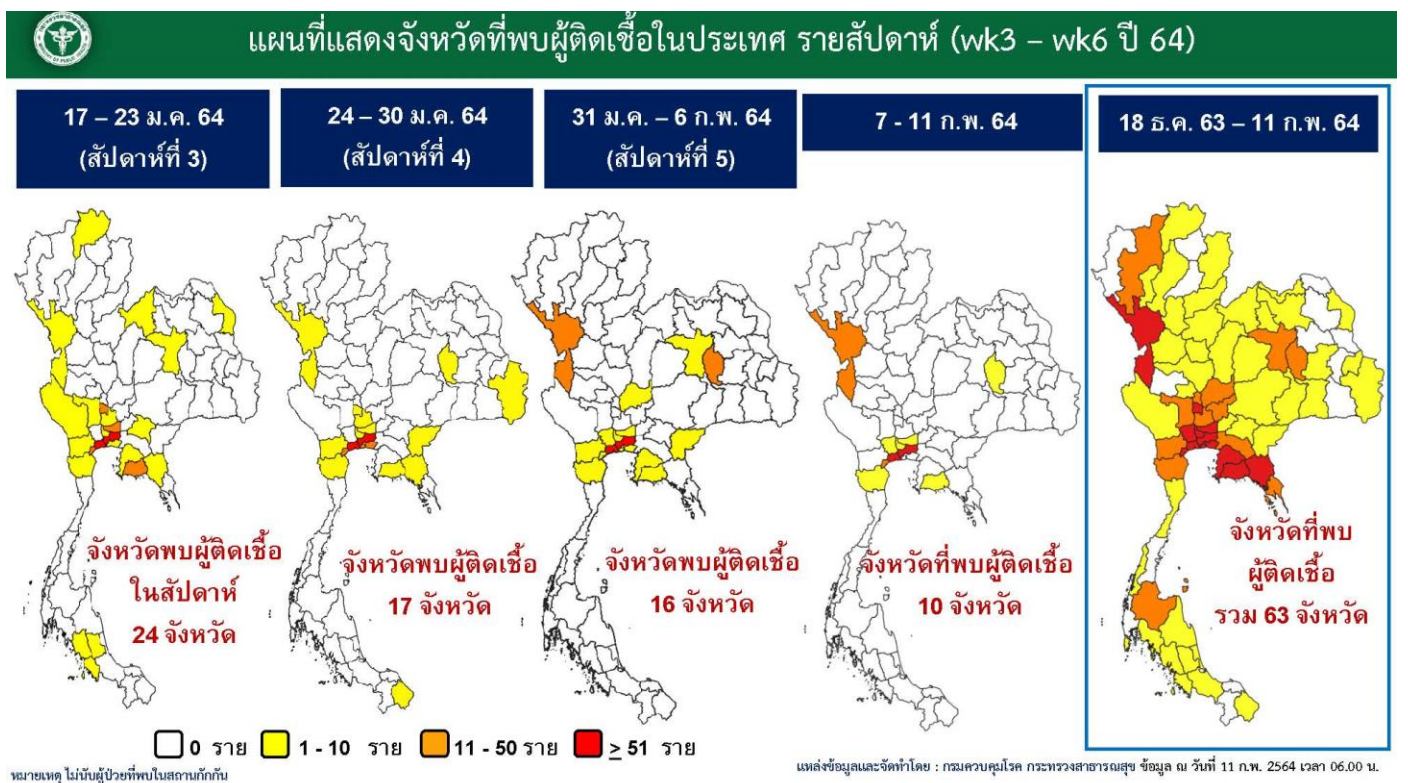 แผนที่แสดงจังหวัดที่พบผู้ติดเชื้อในประเทศ รายสัปดาห์ (wk3 – wk6 ปี 64)
17 – 23 ม.ค. 64
(สัปดาห์ที่ 3)
24 – 30 ม.ค. 64
(สัปดาห์ที่ 4)
31 ม.ค. – 6 ก.พ. 64
(สัปดาห์ที่ 5)
7 - 11 ก.พ. 64
18 ธ.ค. 63 – 11 ก.พ. 64
จังหวัดพบผู้ติดเชื้อ
ในสัปดาห์
24 จังหวัด
จังหวัดพบผู้ติดเชื้อ
17 จังหวัด
จังหวัดพบผู้ติดเชื้อ
16 จังหวัด
จังหวัดที่พบผู้ติดเชื้อ
10 จังหวัด
จังหวัดที่พบ
ผู้ติดเชื้อ
รวม 63 จังหวัด
0 ราย 1 - 10 ราย 11 - 50 ราย ≥ 51 ราย
หมายเหตุ ไม่นับผู้ป่วยที่พบในสถานกักกัน
แหล่งข้อมูลและจัดทำโดย : กรมควบคุมโรค กระทรวงสาธารณสุข ข้อมูล ณ วันที่ 11 ก.พ. 2564 เวลา 06.00 น.